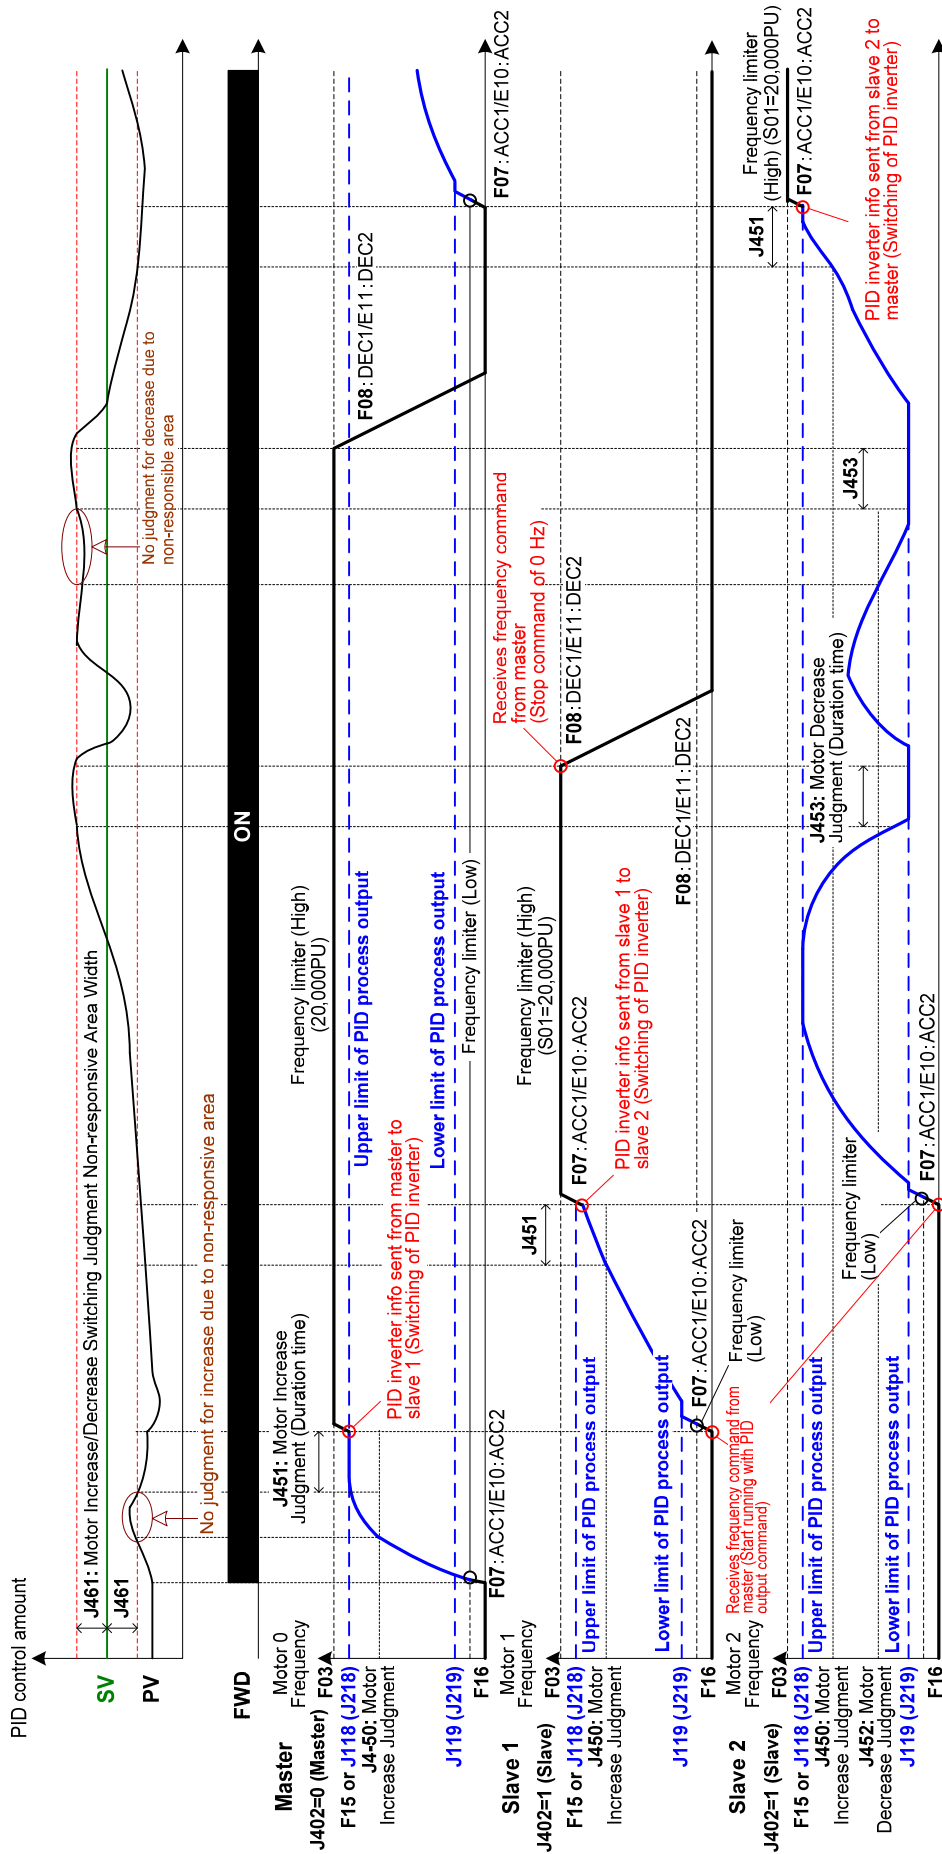 PID control amount
J461: Motor Increase/Decrease Switching Judgment Non-responsive Area Width
J461
SV
PV
No judgment for increase due to non-responsive area
No judgment for decrease due to
non-responsible area
FWD
ON
Master
Motor 0
Frequency
J402=0 (Master)
F03
F15 or J118 (J218)
J4-50: Motor
Increase Judgment
J119 (J219)
F16
J451: Motor Increase
Judgment (Duration time)
Frequency limiter (High)
(20,000PU)
Upper limit of PID process output
PID inverter info sent from master to
slave 1 (Switching of PID inverter)
Lower limit of PID process output
Frequency limiter (Low)
F07: ACC1/E10: ACC2
F08: DEC1/E11: DEC2
F07: ACC1/E10: ACC2
Slave 1
Motor 1
Frequency
J402=1 (Slave)
F03
F15 or J118 (J218)
J450: Motor
Increase Judgment
J119 (J219)
F16
Upper limit of PID process output
Lower limit of PID process output
J451
Frequency limiter (High)
(S01=20,000PU)
F07: ACC1/E10: ACC2
PID inverter info sent from slave 1 to
slave 2 (Switching of PID inverter)
F07: ACC1/E10: ACC2
Frequency limiter
(Low)
Receives frequency command
from master
(Stop command of 0 Hz)
F08: DEC1/E11: DEC2
F08: DEC1/E11: DEC2
Receives frequency command from
master (Start running with PID
output command)
Slave 2
Motor 2
Frequency
J402=1 (Slave)
F03
F15 or J118 (J218)
J450: Motor
Increase Judgment
J452: Motor
Decrease Judgment
J119 (J219)
F16
Upper limit of PID process output
Lower limit of PID process output
Frequency limiter
(Low)
F07: ACC1/E10: ACC2
J453: Motor Decrease
Judgment (Duration time)
J453
J451
Frequency limiter
(High) (S01=20,000PU)
F07: ACC1/E10: ACC2
PID inverter info sent from slave 2 to
master (Switching of PID inverter)